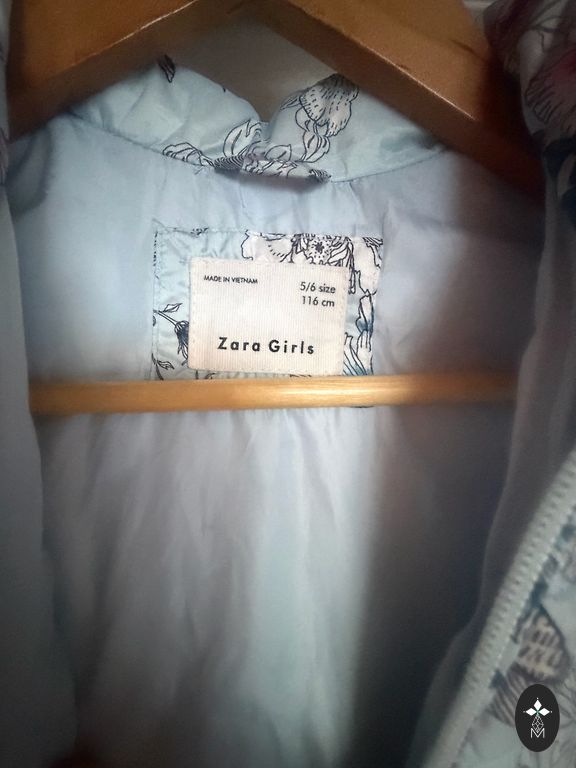 MADE IN VIETNAM
5/6 size
116 cm
Zara Girls
M